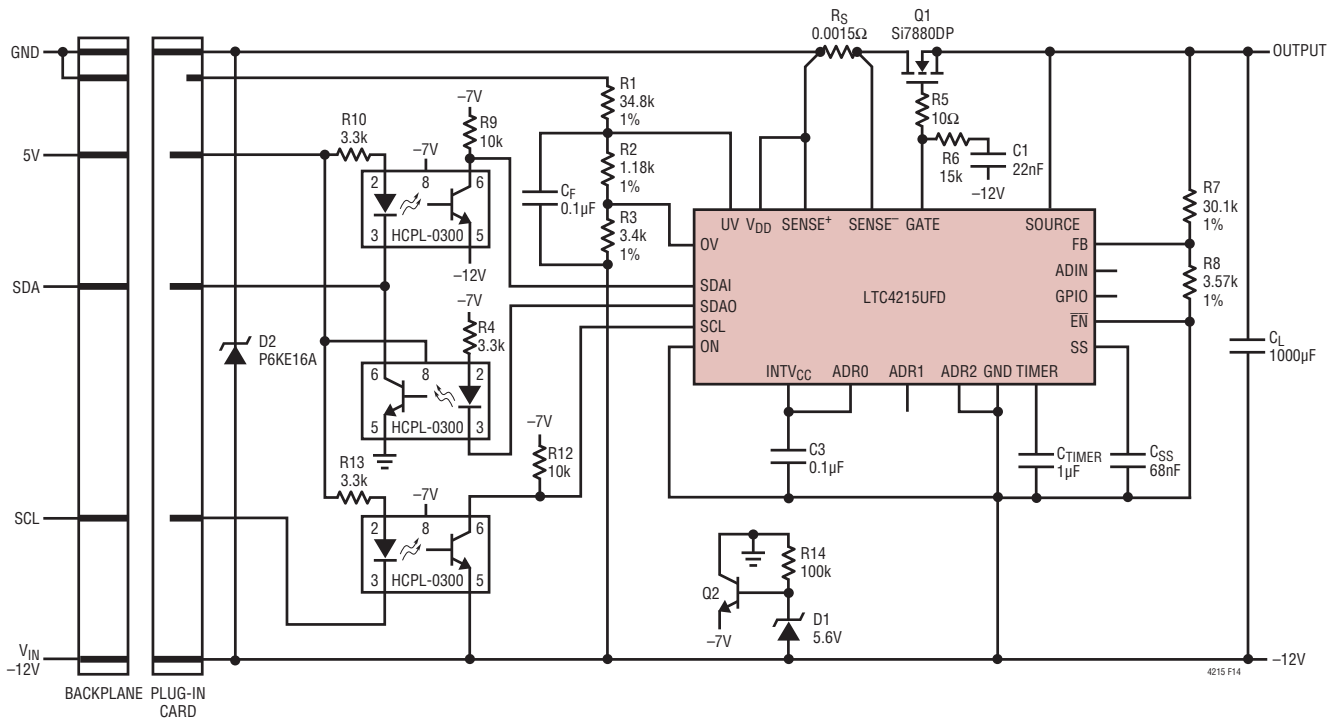 GND
5V
SDA
SCL
VIN
–12V
BACKPLANE
PLUG-IN
CARD
D2
P6KE16A
R10
3.3k
–7V
2
8
6
3
HCPL-0300
5
–7V
R9
10k
–12V
–7V
R4
3.3k
6
8
2
5
HCPL-0300
3
R13
3.3k
–7V
2
8
6
3
HCPL-0300
5
–7V
R12
10k
CF
0.1µF
R1
34.8k
1%
R2
1.18k
1%
R3
3.4k
1%
RS
0.0015Ω
Q1
Si7880DP
R5
10Ω
R6
15k
C1
22nF
–12V
OUTPUT
UV
VDD
SENSE+
SENSE–
GATE
SOURCE
OV
SDAI
SDAO
SCL
ON
LTC4215UFD
FB
ADIN
GPIO
EN
SS
INTVCC
ADR0
ADR1
ADR2
GND
TIMER
R7
30.1k
1%
R8
3.57k
1%
CL
1000µF
C3
0.1µF
CTIMER
1µF
CSS
68nF
Q2
–7V
R14
100k
D1
5.6V
–12V
4215 F14